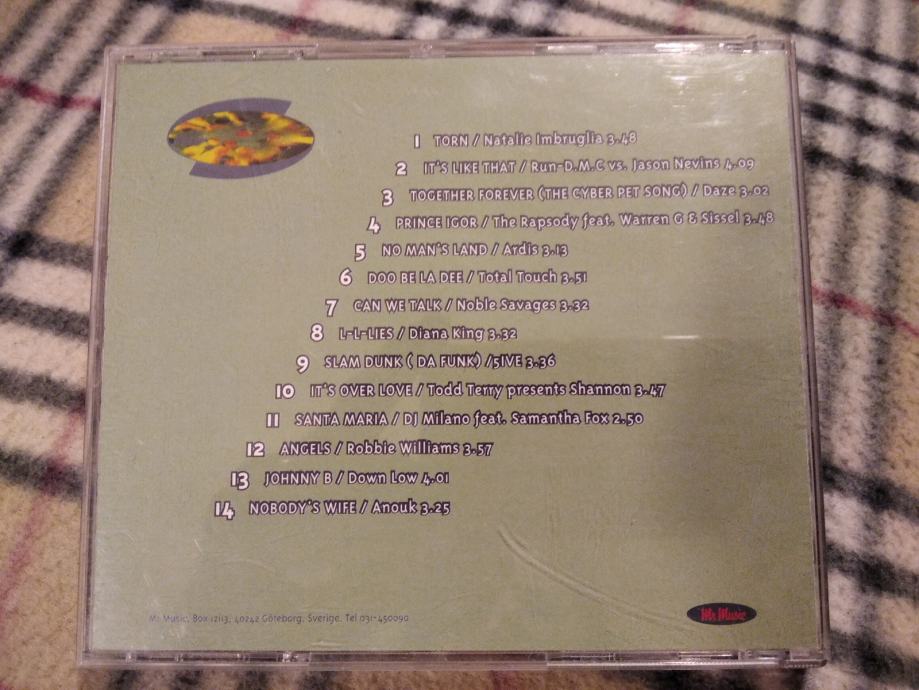 1 TORN / Natalie Imbruglia 3.48
2 IT'S LIKE THAT / Run-D.M.C vs. Jason Nevins 4.09
3 TOGETHER FOREVER (THE CYBER PET SONG) / Daze 3.02
4 PRINCE IGOR / The Rapsody feat. Warren G & Sissel 3.48
5 NO MAN'S LAND / Ardis 3.13
6 DOO BE LA DEE / Total Touch 3.51
7 CAN WE TALK / Noble Savages 3.32
8 L-L-LIES / Diana King 3.32
9 SLAM DUNK ( DA FUNK) /5IVE 3.36
10 IT'S OVER LOVE / Todd Terry presents Shannon 3.47
11 SANTA MARIA / DJ Milano feat. Samantha Fox 2.50
12 ANGELS / Robbie Williams 3.57
13 JOHNNY B / Down Low 4.01
14 NOBODY'S WIFE / Anouk 3.25
Mr Music, Box 12113, 40242 Göteborg, Sverige. Tel 031-450090
Mr Music